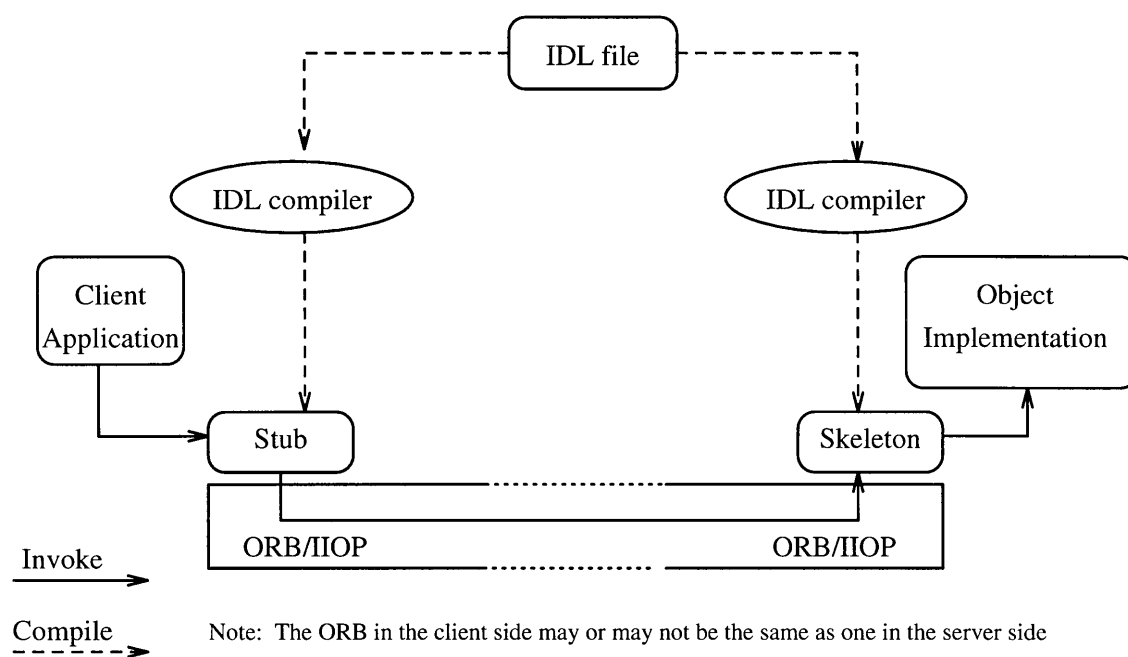 IDL file
IDL compiler
IDL compiler
Client
Application
Object
Implementation
Stub
Skeleton
ORB/IIOP
ORB/IIOP
Invoke
Compile
Note: The ORB in the client side may or may not be the same as one in the server side